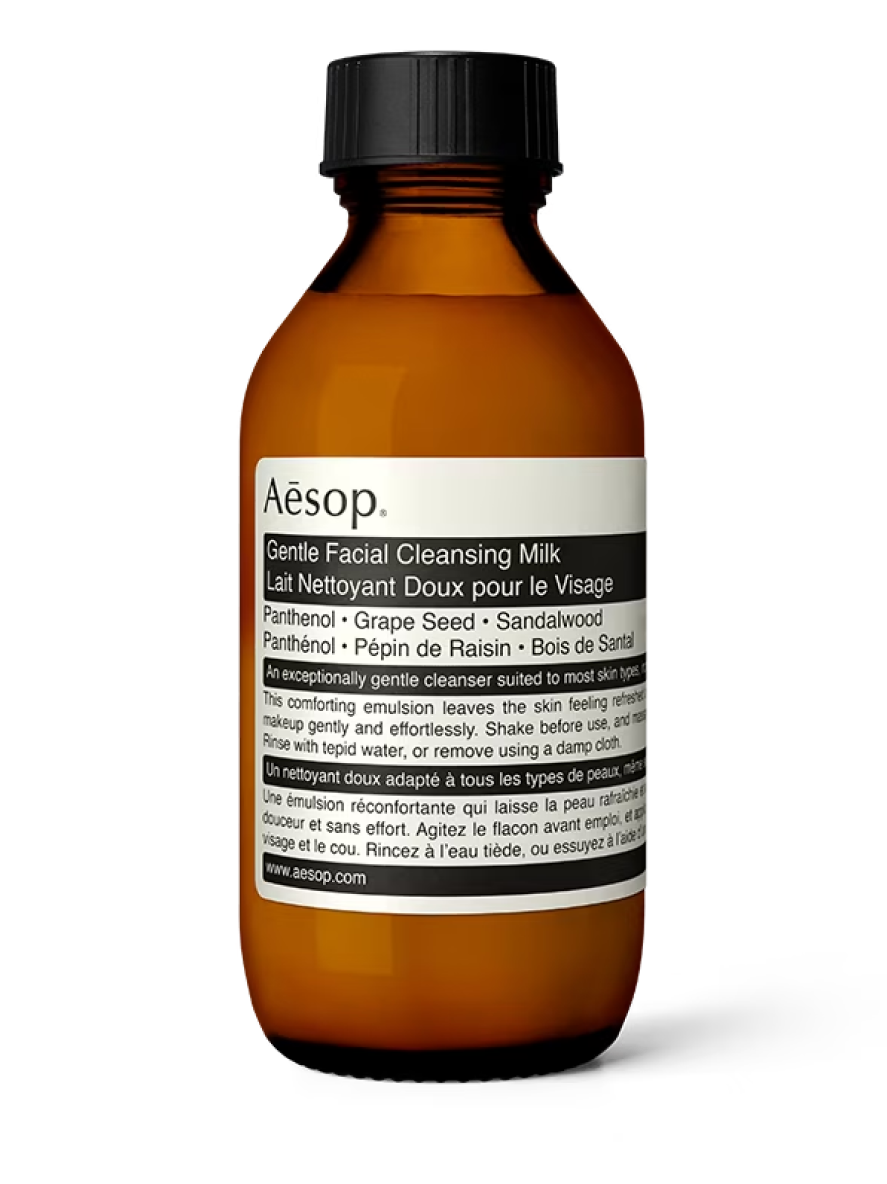 Aēsop®
Gentle Facial Cleansing Milk
Lait Nettoyant Doux pour le Visage
Panthenol • Grape Seed • Sandalwood
Panthénol • Pépin de Raisin • Bois de Santal
An exceptionally gentle cleanser suited to most skin types,
This comforting emulsion leaves the skin feeling refreshed
makeup gently and effortlessly. Shake before use, and
Rinse with tepid water, or remove using a damp cloth.
Un nettoyant doux adapté à tous les types de peaux, même
Une émulsion réconfortante qui laisse la peau rafraîchie
douceur et sans effort. Agitez le flacon avant emploi, et
visage et le cou. Rincez à l'eau tiède, ou essuyez à l'aide
www.aesop.com